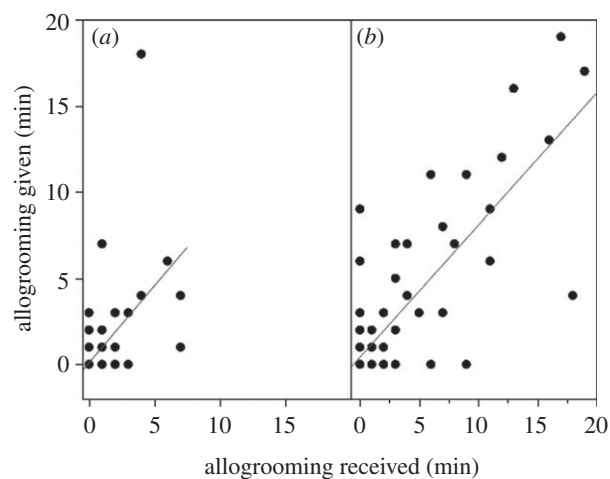 20
(a)
(b)
15
10
5
0
allogrooming given (min)
0 5 10 15 0 5 10 15 20
allogrooming received (min)